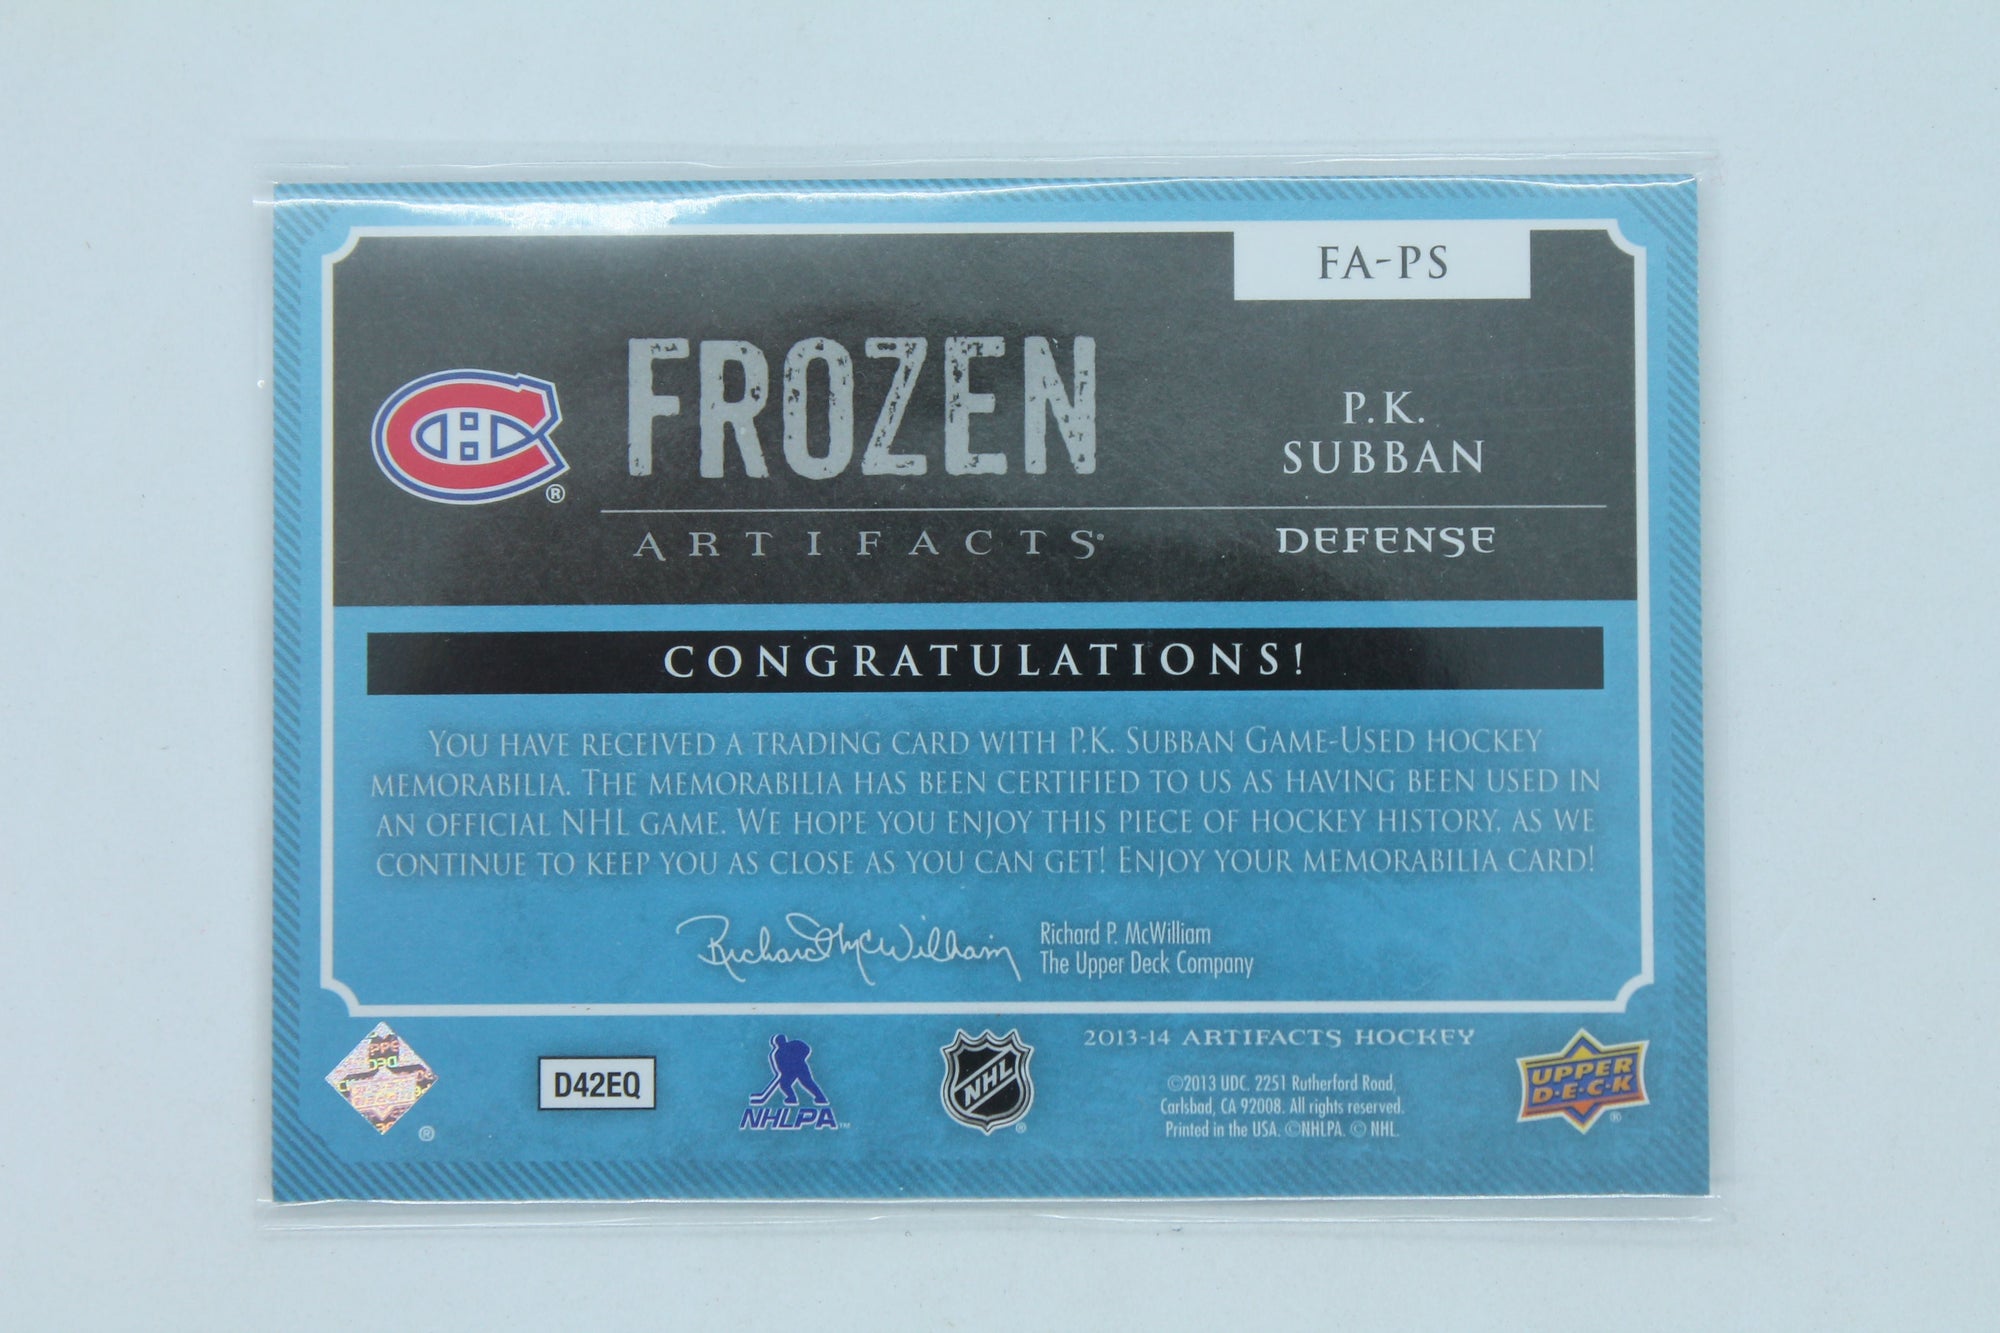 FA-PS
FROZEN
ARTIFACTS
P.K.
SUBBAN
DEFENSE
CH
®
CONGRATULATIONS!
YOU HAVE RECEIVED A TRADING CARD WITH P.K. SUBBAN GAME-USED HOCKEY
MEMORABILIA. THE MEMORABILIA HAS BEEN CERTIFIED TO US AS HAVING BEEN USED IN
AN OFFICIAL NHL GAME. WE HOPE YOU ENJOY THIS PIECE OF HOCKEY HISTORY, AS WE
CONTINUE TO KEEP YOU AS CLOSE AS YOU CAN GET! ENJOY YOUR MEMORABILIA CARD!
Richard McWilliam
Richard P. McWilliam
The Upper Deck Company
®
D42EQ
NHLPA™
NHL
®
2013-14 ARTIFACTS HOCKEY
©2013 UDC. 2251 Rutherford Road,
Carlsbad, CA 92008. All rights reserved.
Printed in the USA. ©NHLPA. © NHL.
UPPER
D·E·C·K
®